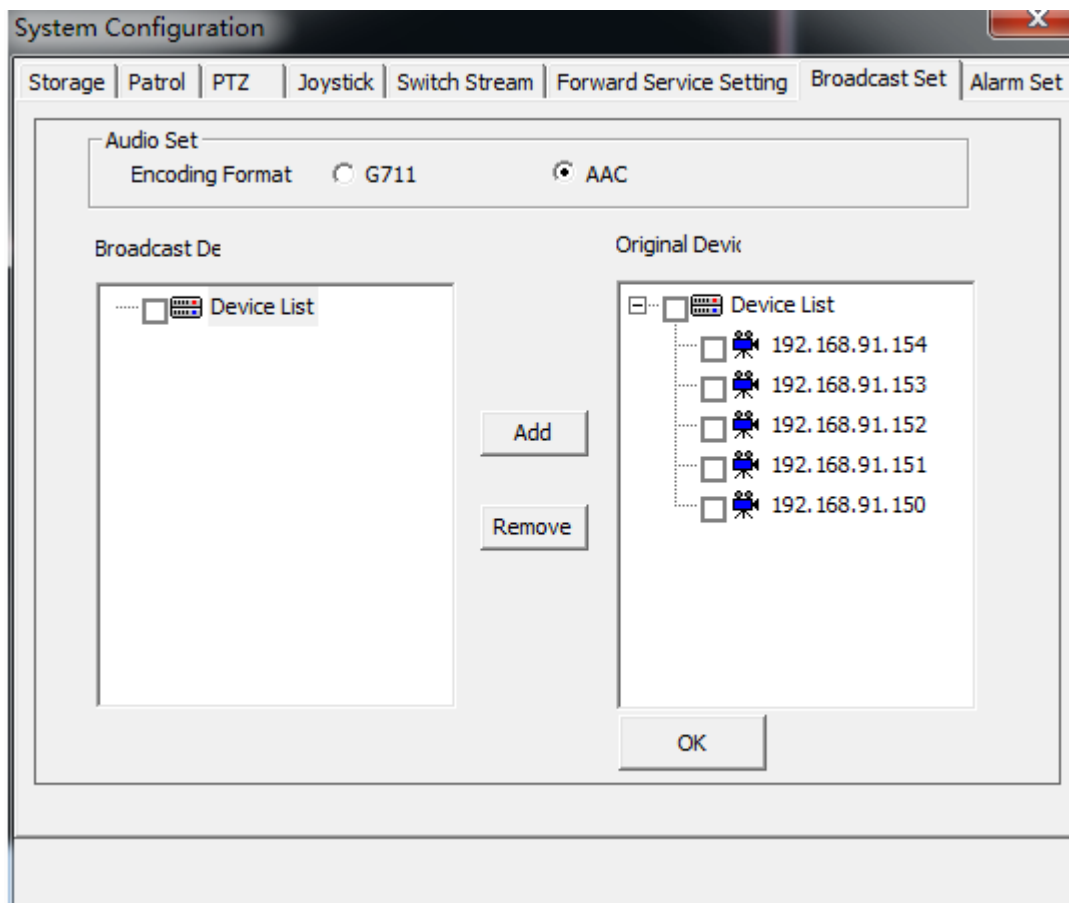 System Configuration
X
Storage Patrol PTZ Joystick Switch Stream Forward Service Setting Broadcast Set Alarm Set
Audio Set
Encoding Format G711 AAC
Broadcast De
Original Devic
Device List
Device List
192.168.91.154
192.168.91.153
192.168.91.152
192.168.91.151
192.168.91.150
Add
Remove
OK